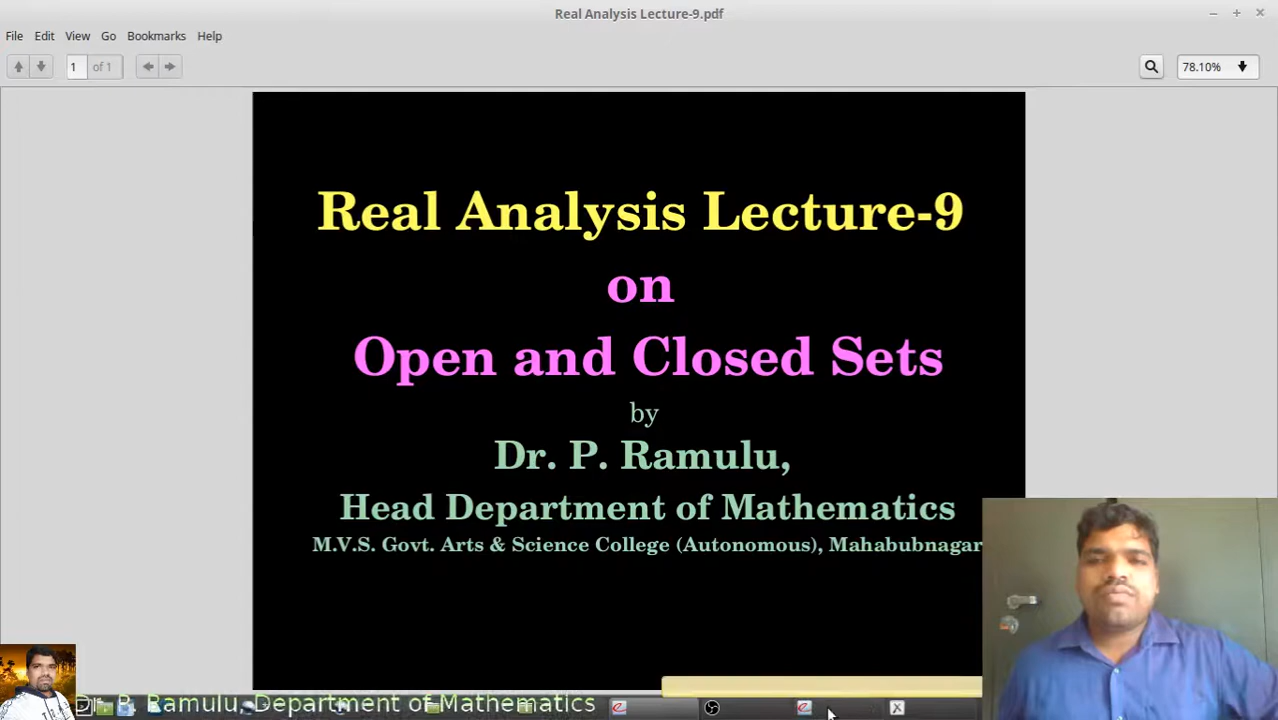 Real Analysis Lecture-9.pdf
File Edit View Go Bookmarks Help
1 of 1
78.10%
Real Analysis Lecture-9
on
Open and Closed Sets
by
Dr. P. Ramulu,
Head Department of Mathematics
M.V.S. Govt. Arts & Science College (Autonomous), Mahabubnagar
Dr. P. Ramulu, Department of Mathematics